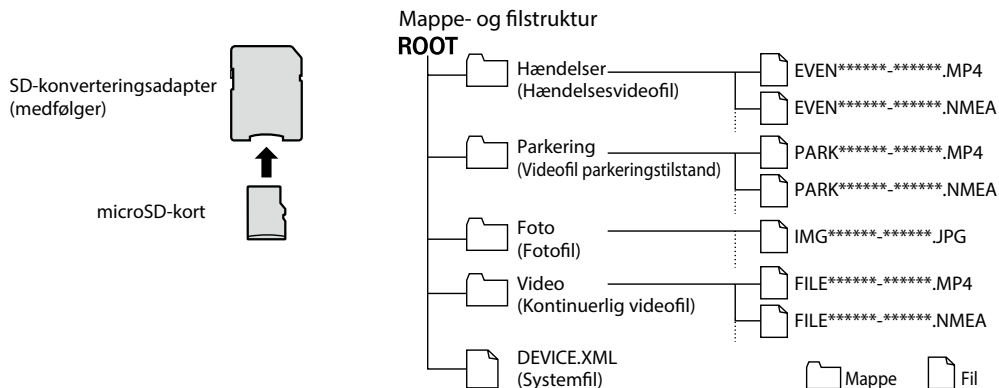 SD-konverteringsadapter
(medfølger)
microSD-kort
Mappe- og filstruktur
ROOT
Hændelser
(Hændelsesvideofil)
EVEN******-******.MP4
EVEN******-******.NMEA
Parkering
(Videofil parkeringstilstand)
PARK******-******.MP4
PARK******-******.NMEA
Foto
(Fotofil)
IMG******-******.JPG
Video
(Kontinuerlig videofil)
FILE******-******.MP4
FILE******-******.NMEA
DEVICE.XML
(Systemfil)
Mappe
Fil